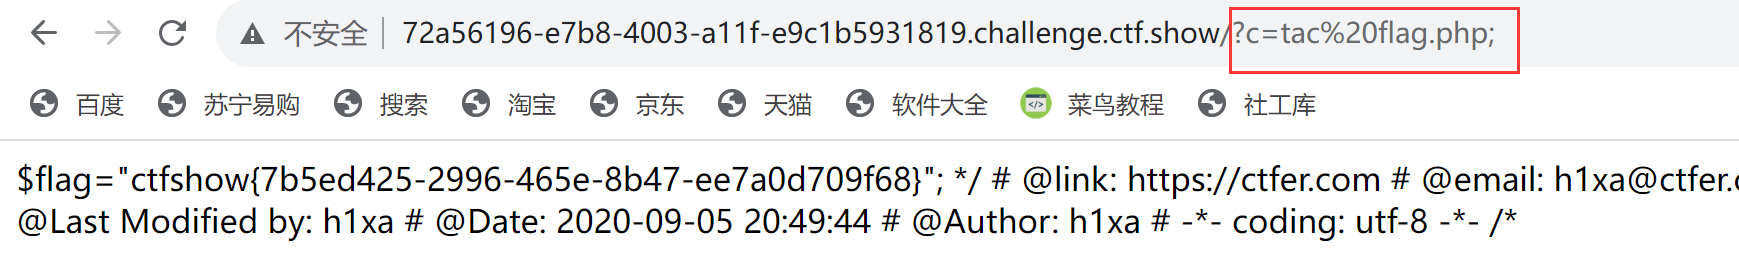 不安全 72a56196-e7b8-4003-a11f-e9c1b5931819.challenge.ctf.show/?c=tac%20flag.php;
百度 苏宁易购 搜索 淘宝 京东 天猫 软件大全 菜鸟教程 社工库
$flag="ctfshow{7b5ed425-2996-465e-8b47-ee7a0d709f68}"; */ # @link: https://ctfer.com # @email: h1xa@ctfer.
@Last Modified by: h1xa # @Date: 2020-09-05 20:49:44 # @Author: h1xa # -*- coding: utf-8 -*- /*